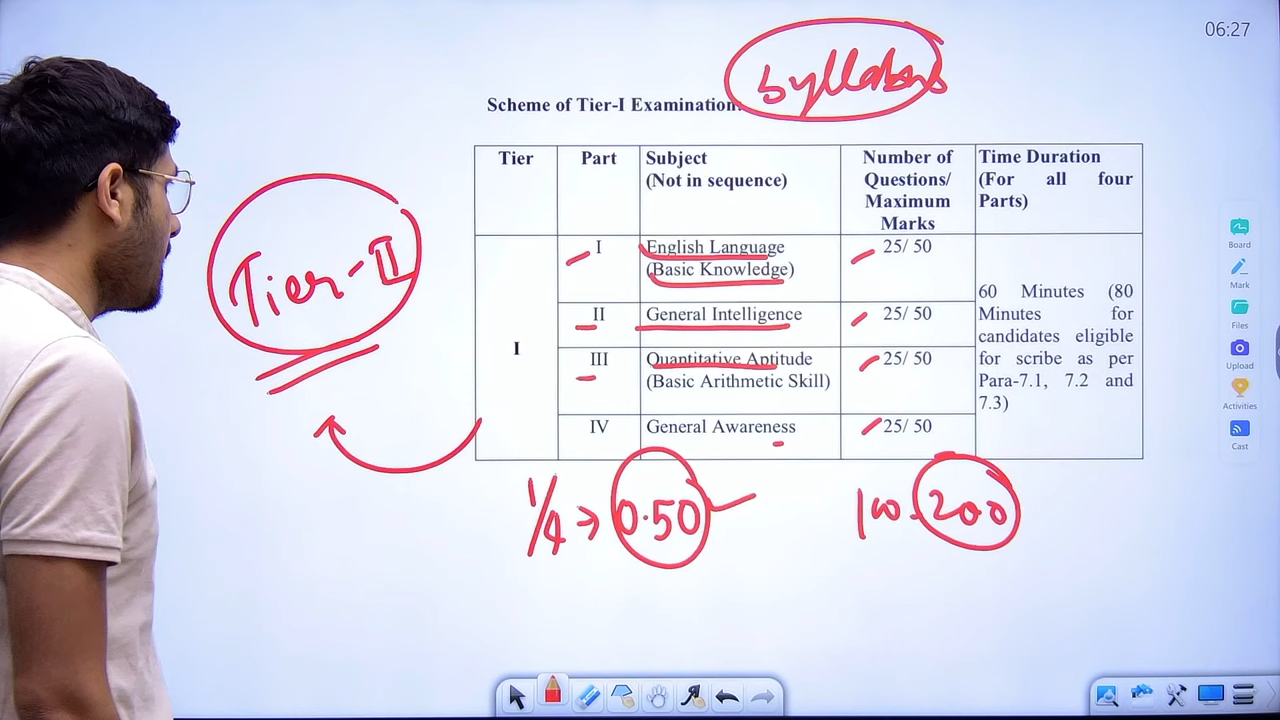 06:27
Syllabus
Scheme of Tier-I Examination:
Tier
Part
Subject
(Not in sequence)
Number of
Questions/
Maximum
Marks
Time Duration
(For all four
Parts)
I
I
English Language
(Basic Knowledge)
25/ 50
II
General Intelligence
25/ 50
III
Quantitative Aptitude
(Basic Arithmetic Skill)
25/ 50
IV
General Awareness
25/ 50
60 Minutes (80
Minutes for
candidates eligible
for scribe as per
Para-7.1, 7.2 and
7.3)
Tier-II
1/4 → 0.50
100 - 200
Board
Mark
Files
Upload
Activities
Cast